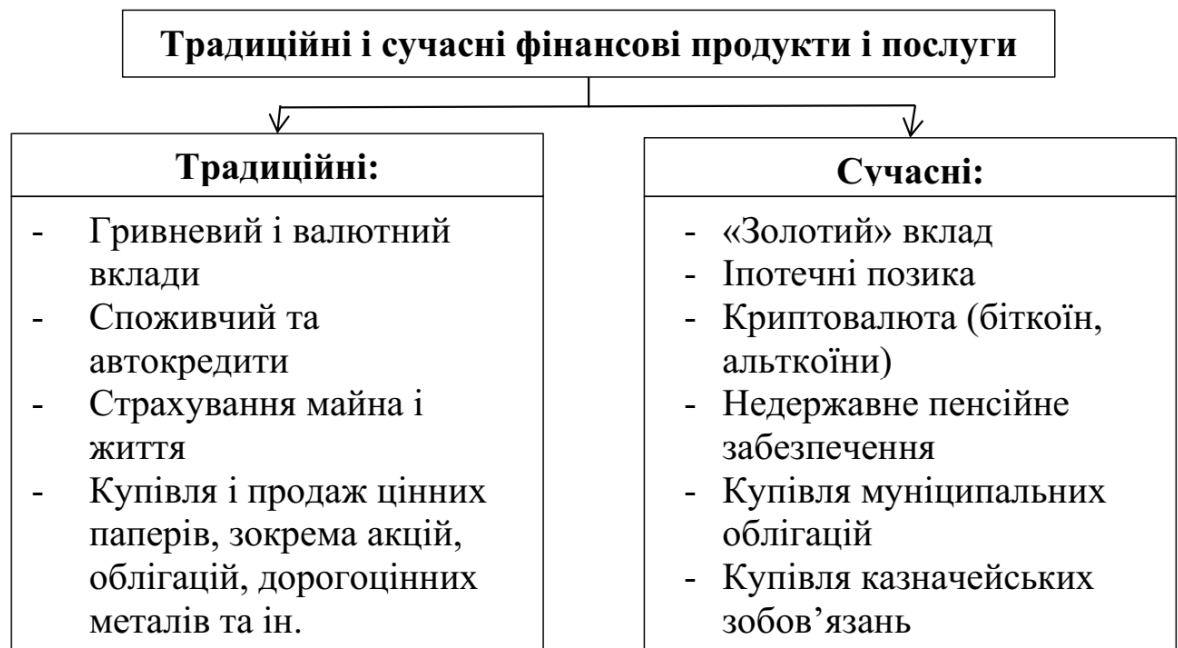 Традиційні і сучасні фінансові продукти і послуги
Традиційні:
- Гривневий і валютний
вклади
- Споживчий та
автокредити
- Страхування майна і
життя
- Купівля і продаж цінних
паперів, зокрема акцій,
облігацій, дорогоцінних
металів та ін.
Сучасні:
- «Золотий» вклад
- Іпотечні позика
- Криптовалюта (біткоїн,
альткоїни)
- Недержавне пенсійне
забезпечення
- Купівля муніципальних
облігацій
- Купівля казначейських
зобов’язань